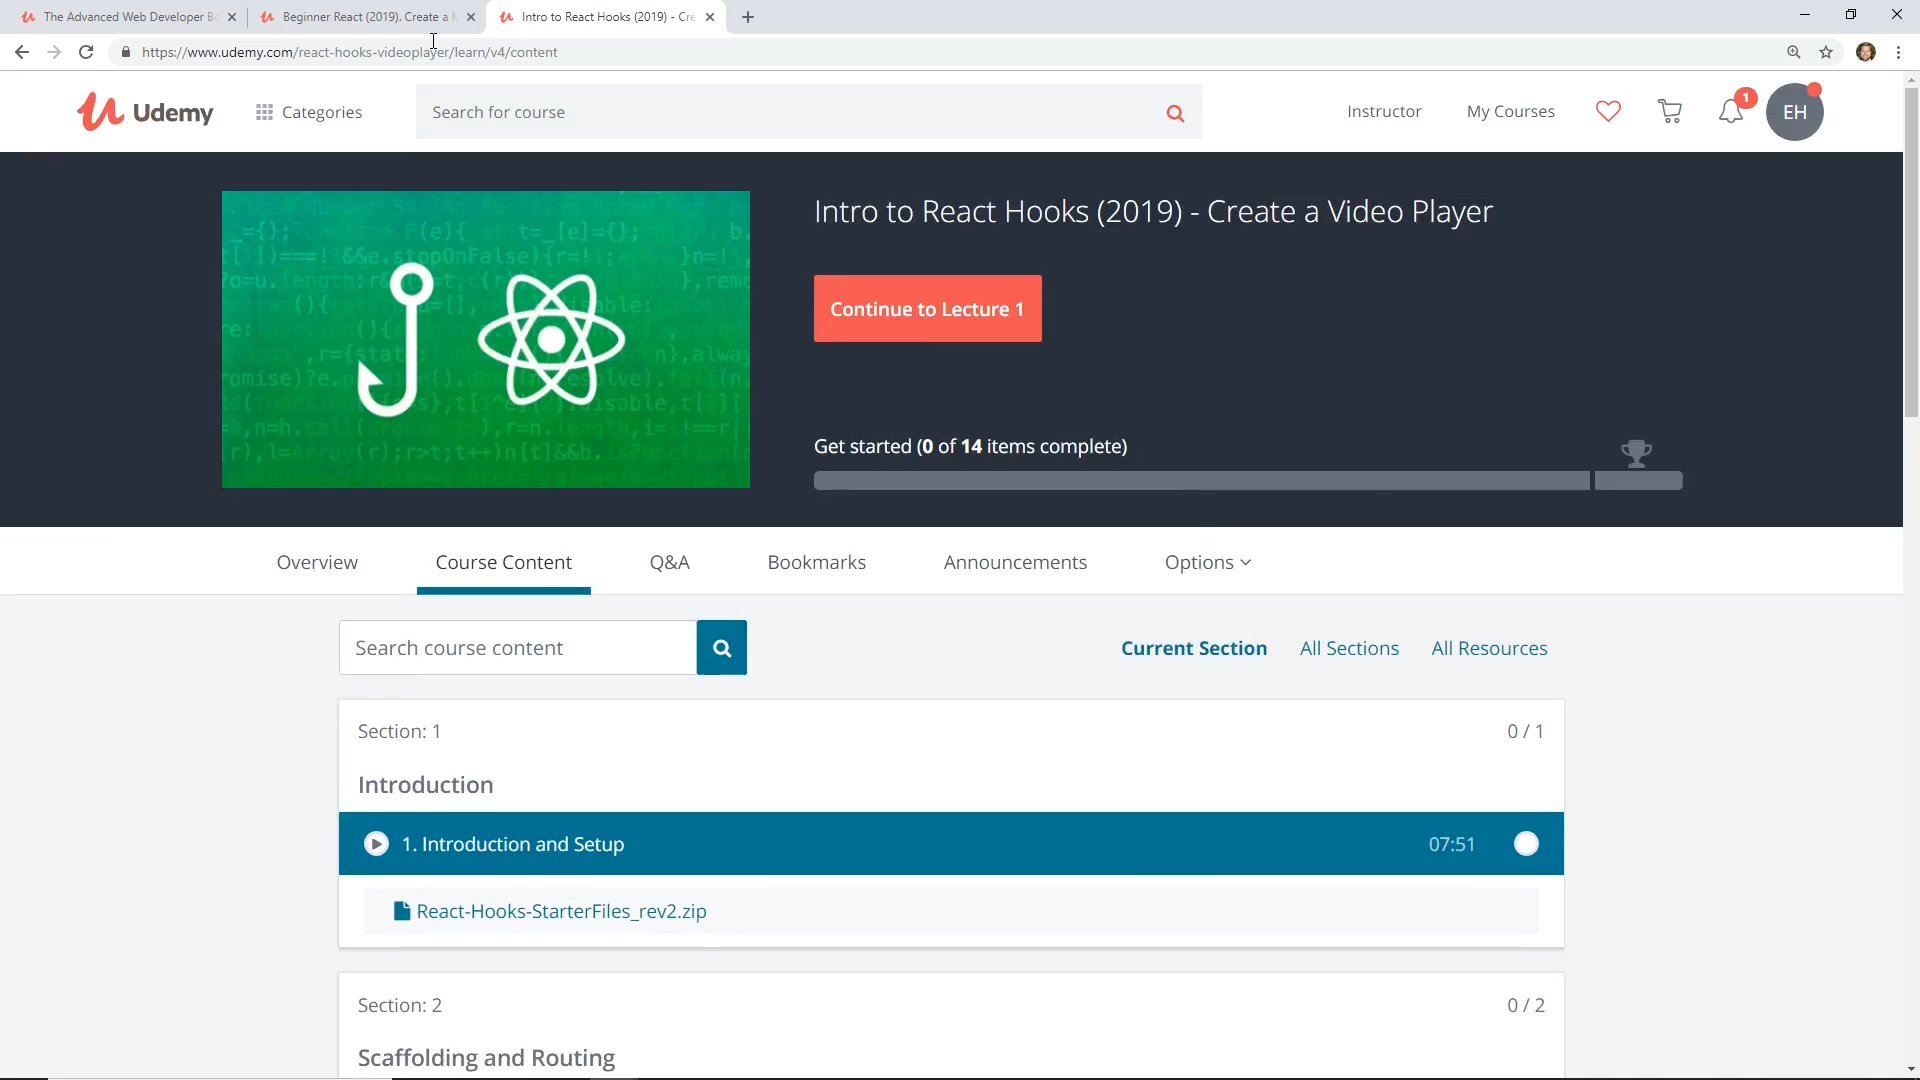 The Advanced Web Developer Bo
Beginner React (2019), Create a M
Intro to React Hooks (2019) - Cre
https://www.udemy.com/react-hooks-videoplayer/learn/v4/content
Udemy
Categories
Search for course
Instructor
My Courses
1
EH
Intro to React Hooks (2019) - Create a Video Player
Continue to Lecture 1
Get started (0 of 14 items complete)
Overview
Course Content
Q&A
Bookmarks
Announcements
Options
Search course content
Current Section
All Sections
All Resources
Section: 1
0 / 1
Introduction
1. Introduction and Setup
07:51
React-Hooks-StarterFiles_rev2.zip
Section: 2
0 / 2
Scaffolding and Routing